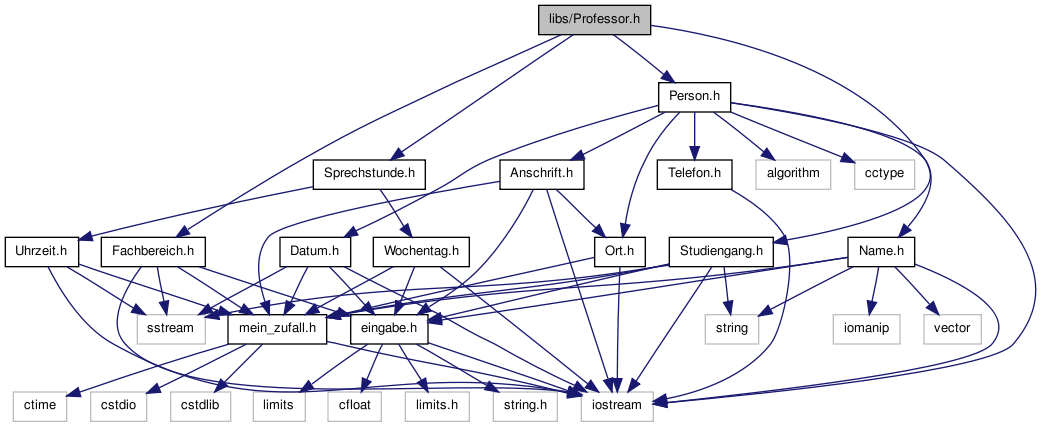 libs/Professor.h
Person.h
Sprechstunde.h
Anschrift.h
Telefon.h
algorithm
cctype
Uhrzeit.h
Fachbereich.h
Datum.h
Wochentag.h
Ort.h
Studiengang.h
Name.h
sstream
mein_zufall.h
eingabe.h
string
iomanip
vector
ctime
cstdio
cstdlib
limits
cfloat
limits.h
string.h
iostream